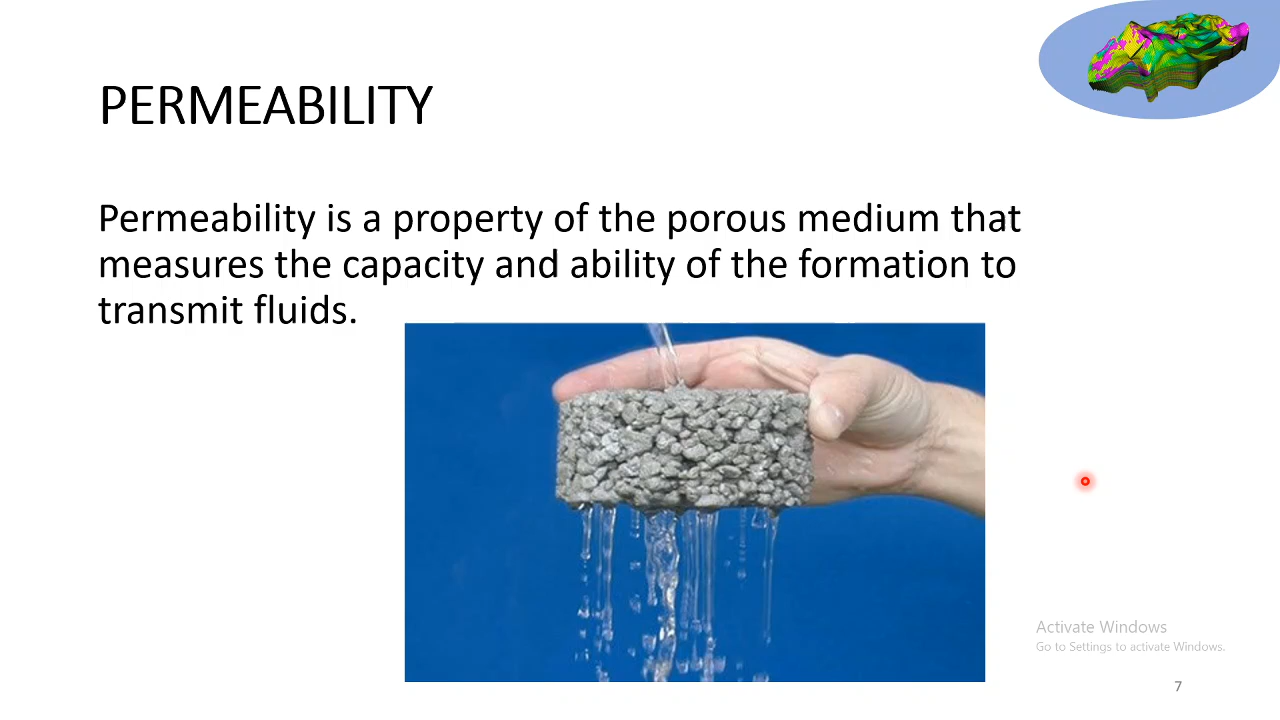 PERMEABILITY
Permeability is a property of the porous medium that
measures the capacity and ability of the formation to
transmit fluids.
Activate Windows
Go to Settings to activate Windows.
7